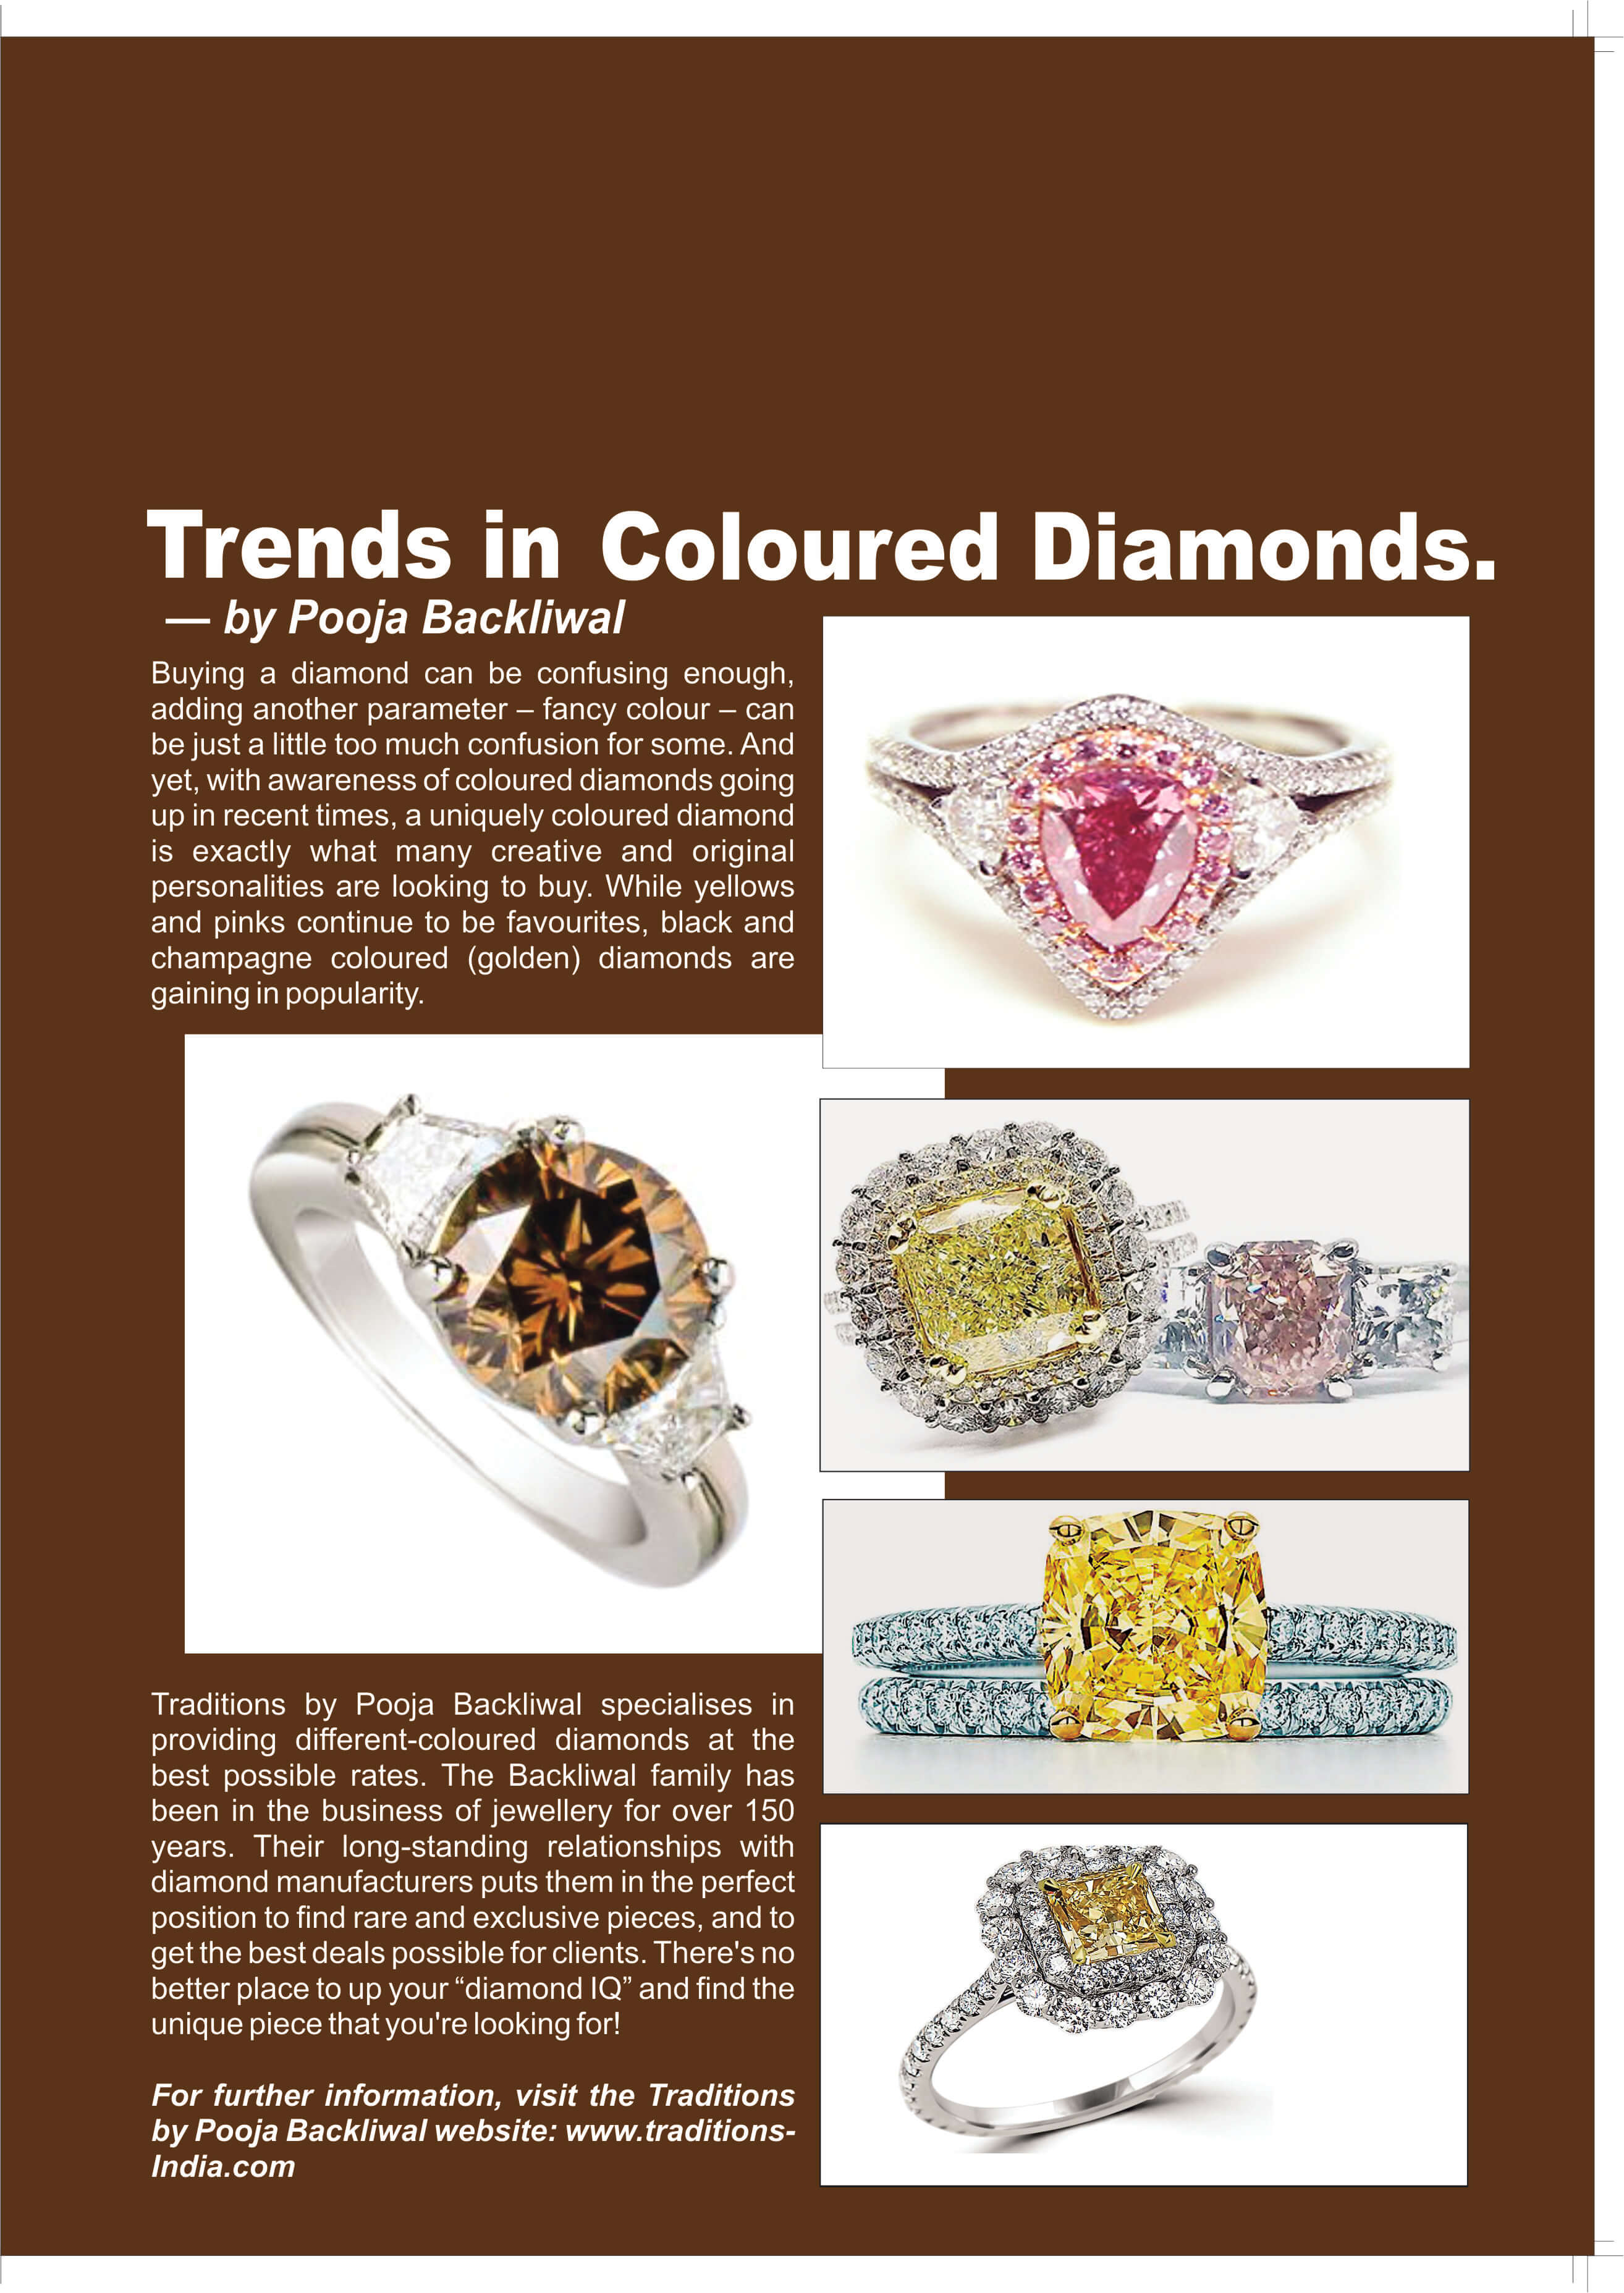 Trends in Coloured Diamonds.
— by Pooja Backliwal
Buying a diamond can be confusing enough,
adding another parameter – fancy colour – can
be just a little too much confusion for some. And
yet, with awareness of coloured diamonds going
up in recent times, a uniquely coloured diamond
is exactly what many creative and original
personalities are looking to buy. While yellows
and pinks continue to be favourites, black and
champagne coloured (golden) diamonds are
gaining in popularity.
Traditions by Pooja Backliwal specialises in
providing different-coloured diamonds at the
best possible rates. The Backliwal family has
been in the business of jewellery for over 150
years. Their long-standing relationships with
diamond manufacturers puts them in the perfect
position to find rare and exclusive pieces, and to
get the best deals possible for clients. There's no
better place to up your “diamond IQ” and find the
unique piece that you're looking for!
For further information, visit the Traditions
by Pooja Backliwal website: www.traditions-
India.com